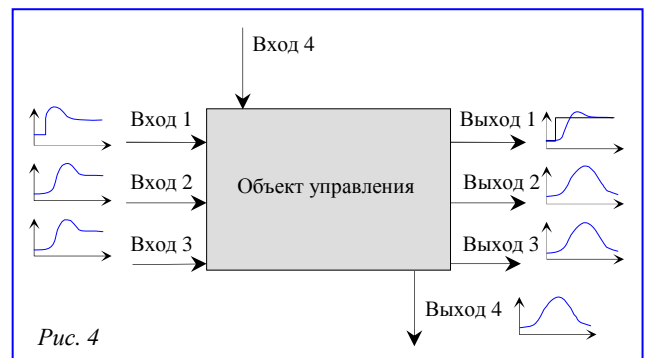 Вход 4
Вход 1
Выход 1
Вход 2
Объект управления
Выход 2
Вход 3
Выход 3
Выход 4
Рис. 4